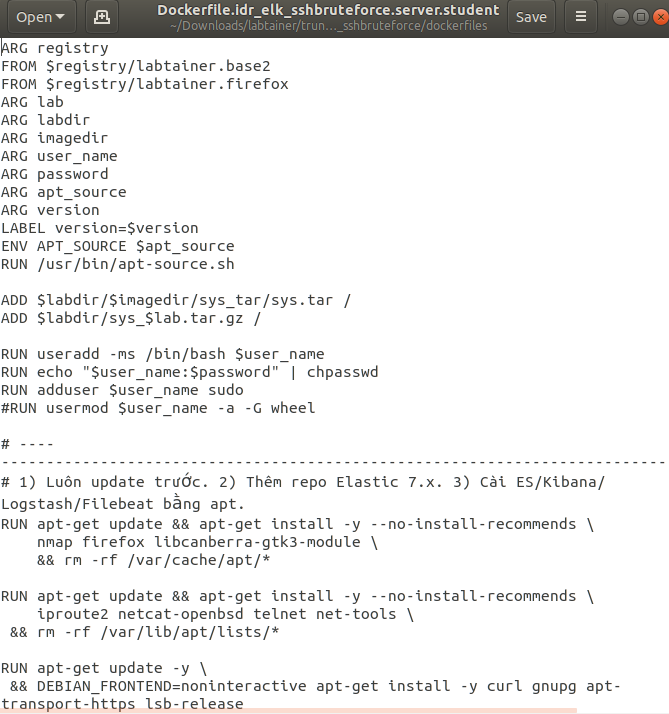 Open
Dockerfile.idr_elk_sshbruteforce.server.student
~/Downloads/labtainer/trun…_sshbruteforce/dockerfiles
Save
ARG registry
FROM $registry/labtainer.base2
FROM $registry/labtainer.firefox
ARG lab
ARG labdir
ARG imagedir
ARG user_name
ARG password
ARG apt_source
ARG version
LABEL version=$version
ENV APT_SOURCE $apt_source
RUN /usr/bin/apt-source.sh
ADD $labdir/$imagedir/sys_tar/sys.tar /
ADD $labdir/sys_$lab.tar.gz /
RUN useradd -ms /bin/bash $user_name
RUN echo "$user_name:$password" | chpasswd
RUN adduser $user_name sudo
#RUN usermod $user_name -a -G wheel
# ----
--------------------------------------------------------------------------
# 1) Luôn update trước. 2) Thêm repo Elastic 7.x. 3) Cài ES/Kibana/
Logstash/Filebeat bằng apt.
RUN apt-get update && apt-get install -y --no-install-recommends \
    nmap firefox libcanberra-gtk3-module \
    && rm -rf /var/cache/apt/*
RUN apt-get update && apt-get install -y --no-install-recommends \
    iproute2 netcat-openbsd telnet net-tools \
 && rm -rf /var/lib/apt/lists/*
RUN apt-get update -y \
 && DEBIAN_FRONTEND=noninteractive apt-get install -y curl gnupg apt-
transport-https lsb-release